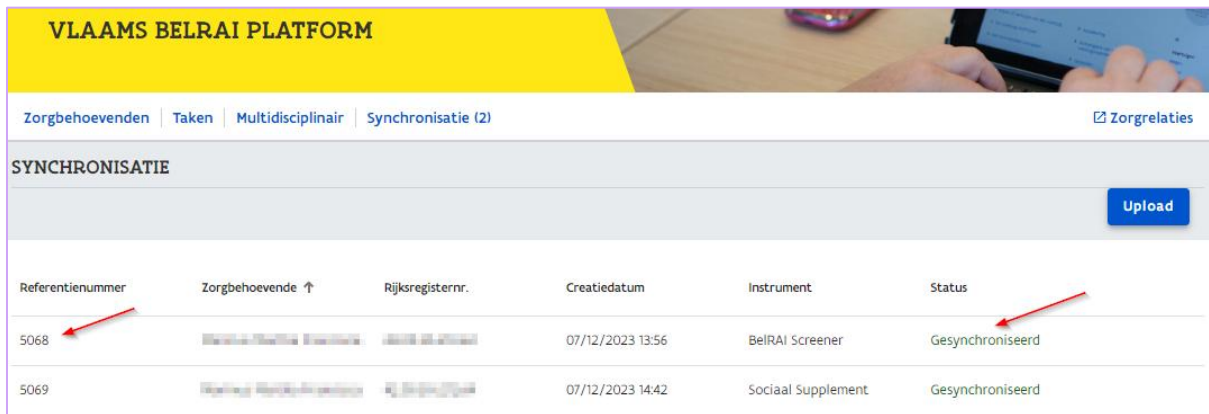 VLAAMS BELRAI PLATFORM
Zorgbehoevenden Taken Multidisciplinair Synchronisatie (2) Zorgrelaties
SYNCHRONISATIE
Upload
Referentienummer Zorgbehoevende ↑ Rijksregisternr. Creatiedatum Instrument Status
5068 07/12/2023 13:56 BelRAI Screener Gesynchroniseerd
5069 07/12/2023 14:42 Sociaal Supplement Gesynchroniseerd